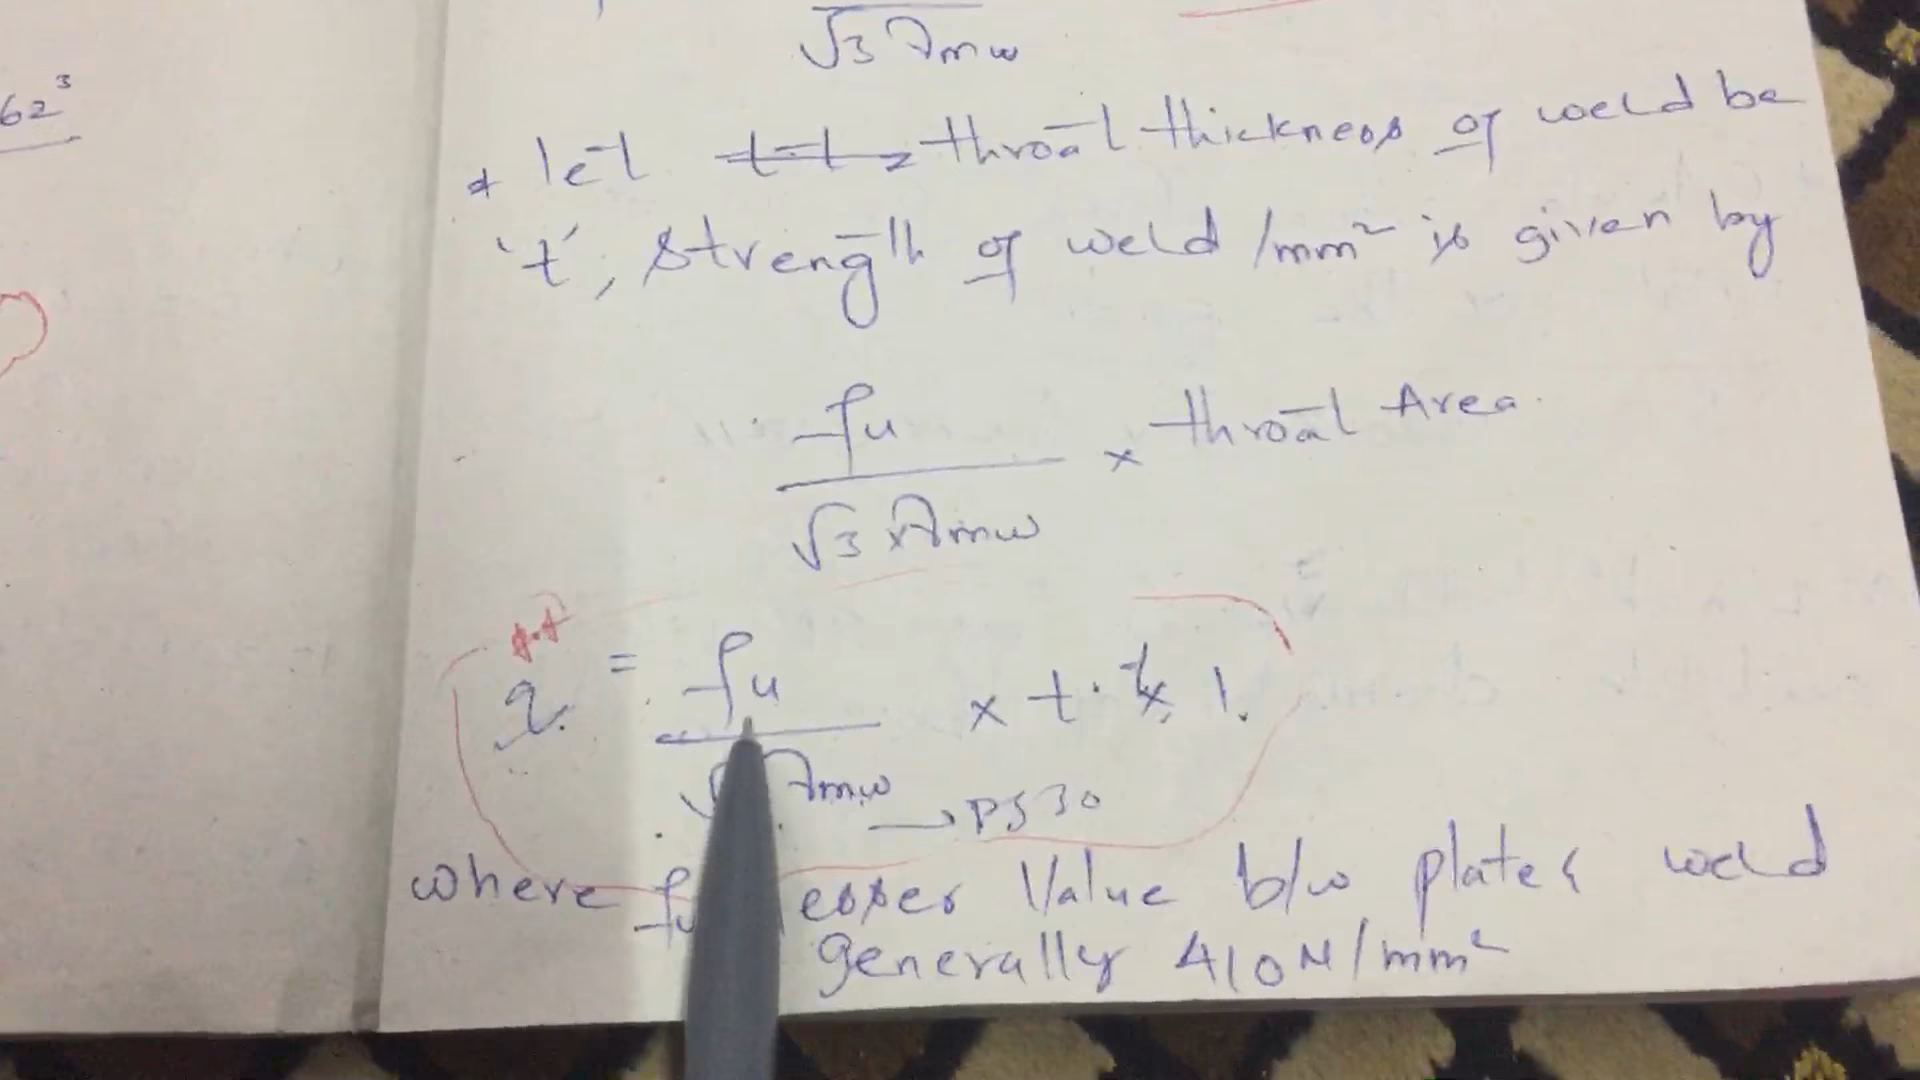 62³
√3 γmw
* let throat thickness of weld be
't', strength of weld /mm² is given by
fu
× throat Area.
√3 × γmw
q = fu × t × 1.
√ γmw → PS 30
where fu lesser value b/w plate & weld
generally 410 N/mm²